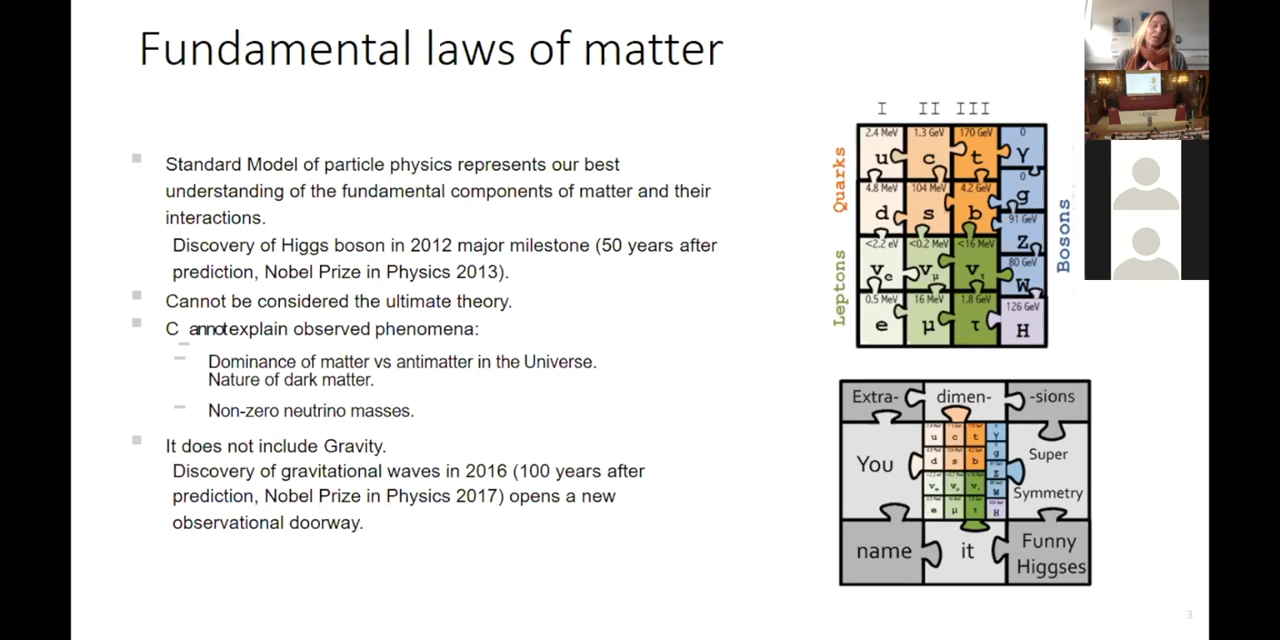 Fundamental laws of matter
Standard Model of particle physics represents our best
understanding of the fundamental components of matter and their
interactions.
Discovery of Higgs boson in 2012 major milestone (50 years after
prediction, Nobel Prize in Physics 2013).
Cannot be considered the ultimate theory.
C annot explain observed phenomena:
Dominance of matter vs antimatter in the Universe.
Nature of dark matter.
Non-zero neutrino masses.
It does not include Gravity.
Discovery of gravitational waves in 2016 (100 years after
prediction, Nobel Prize in Physics 2017) opens a new
observational doorway.
I II III
Quarks
Leptons
Bosons
2.4 MeV 1.3 GeV 170 GeV 0
u c t γ
0
g
4.8 MeV 104 MeV 4.2 GeV
d s b
91 GeV
Z
<2.2 eV <0.2 MeV <16 MeV
νe νμ ντ
80 GeV
W
0.5 MeV 16 MeV 1.8 GeV
e μ τ
126 GeV
H
Extra- dimen- -sions
You
Super
Symmetry
u c t γ
d s b g
Z
W
e μ τ H
name it Funny
Higgses
3